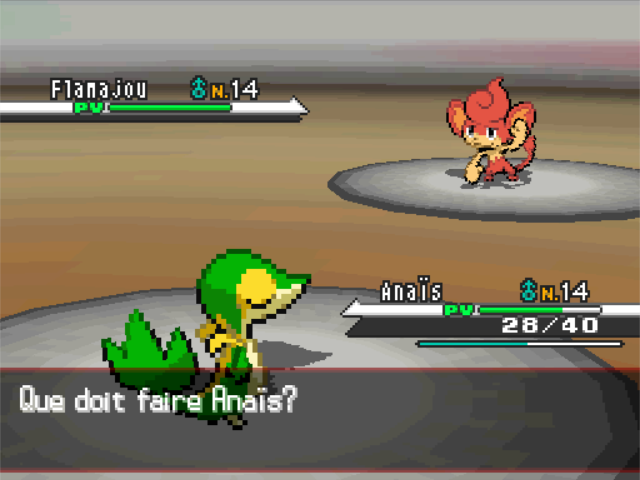 Flamajou ♂ N.14
PV
Anaïs ♂ N.14
PV
28/40
Que doit faire Anaïs?